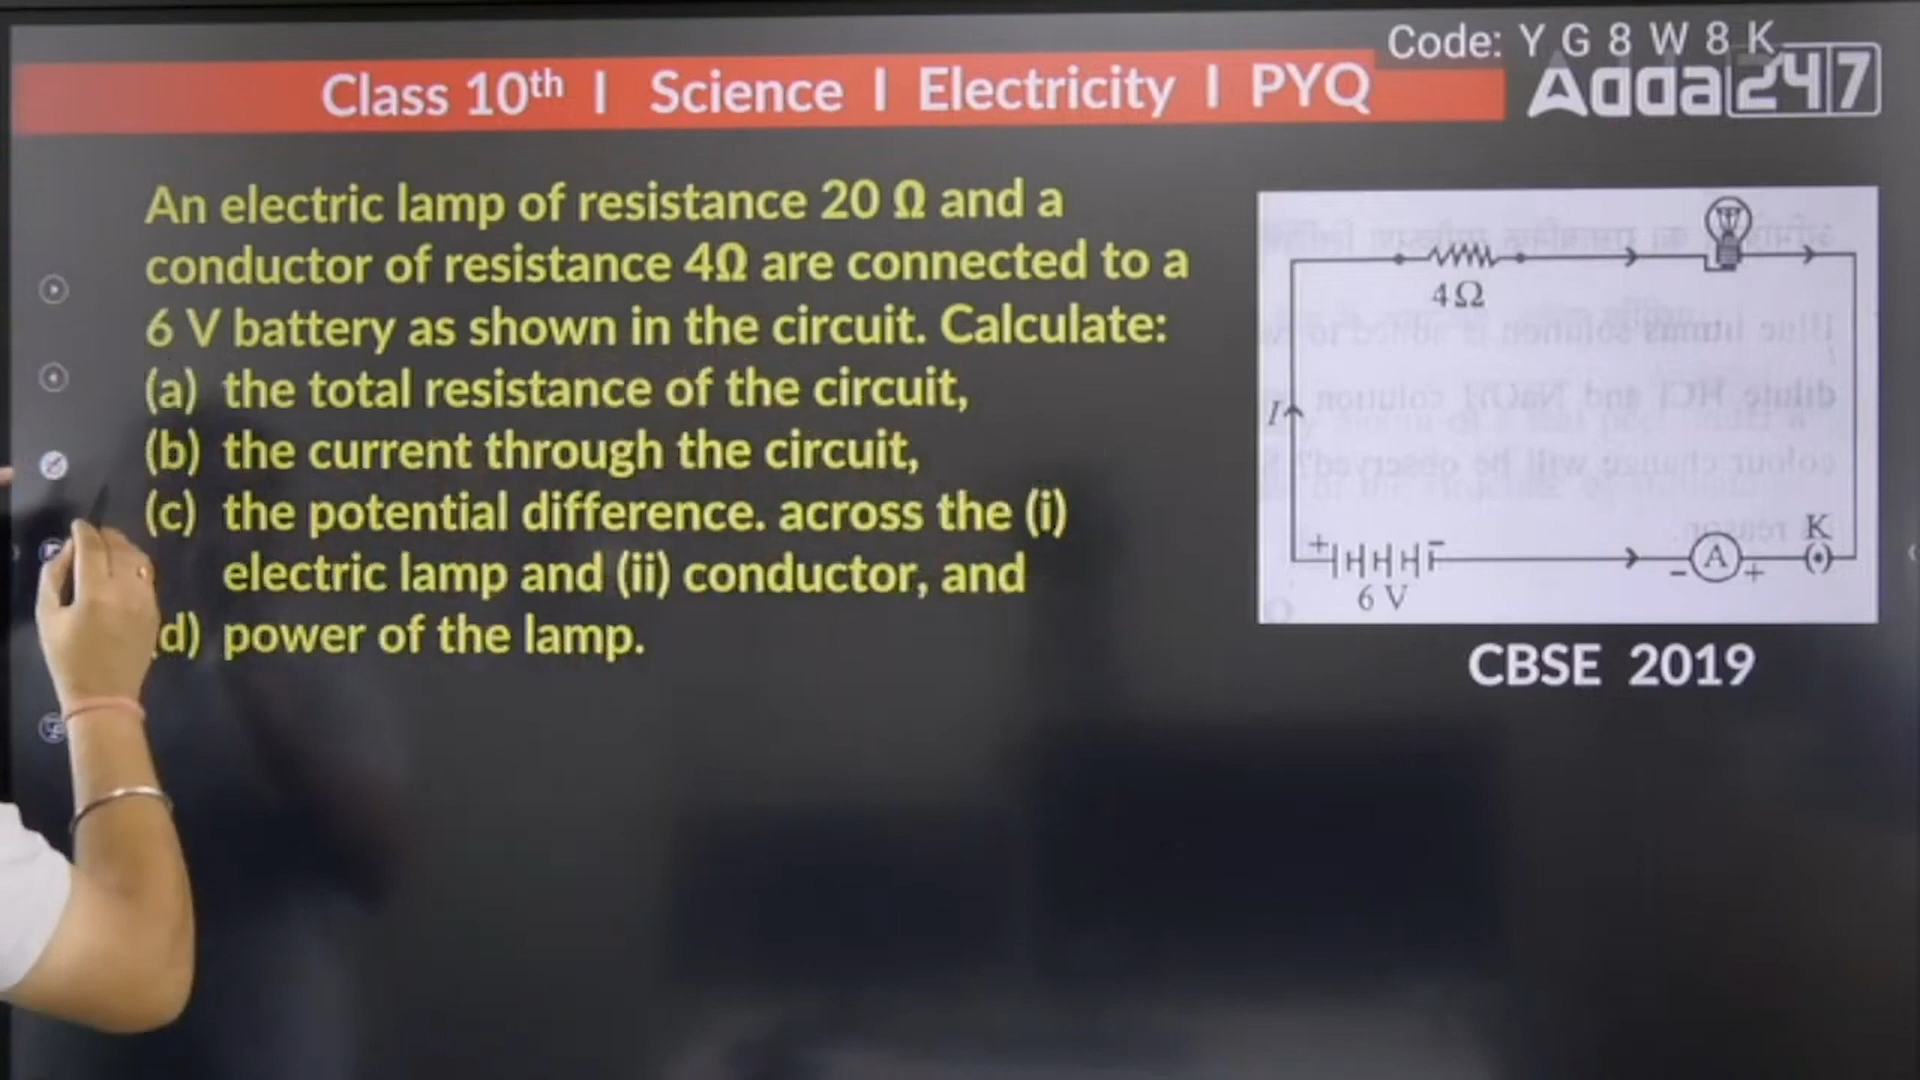 Code: YG8W8K
Class 10th | Science | Electricity | PYQ
Adda247
An electric lamp of resistance 20 Ω and a
conductor of resistance 4Ω are connected to a
6 V battery as shown in the circuit. Calculate:
(a) the total resistance of the circuit,
(b) the current through the circuit,
(c) the potential difference. across the (i)
electric lamp and (ii) conductor, and
(d) power of the lamp.
4Ω
I
K
+ -
- A +
( )
6 V
CBSE 2019